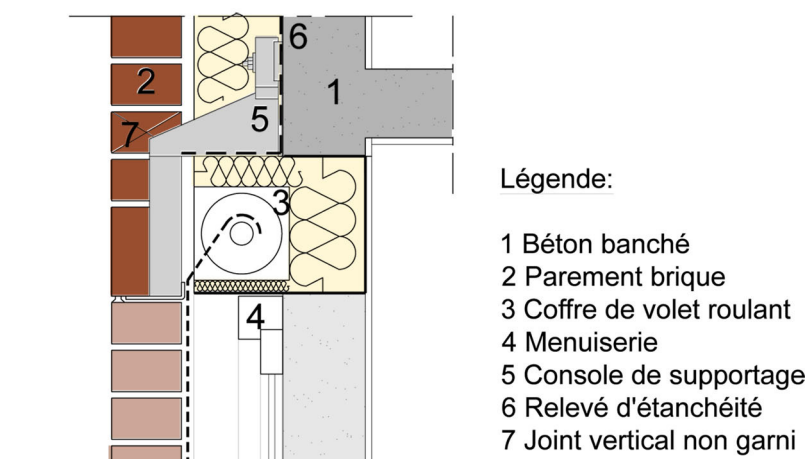 6
2
1
5
7
3
4
Légende:
1 Béton banché
2 Parement brique
3 Coffre de volet roulant
4 Menuiserie
5 Console de supportage
6 Relevé d'étanchéité
7 Joint vertical non garni